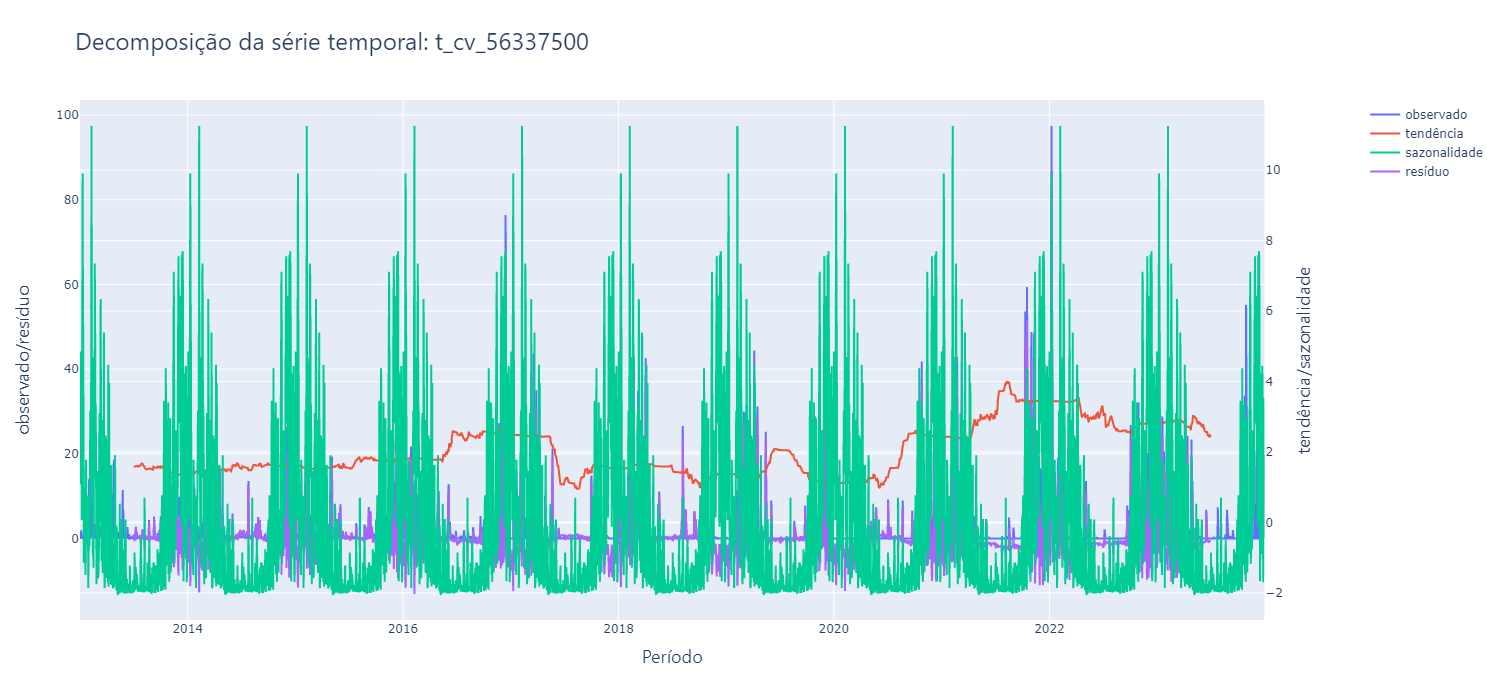 Decomposição da série temporal: t_cv_56337500
observado
tendência
sazonalidade
resíduo
100
80
60
40
20
0
10
8
6
4
2
0
−2
observado/resíduo
tendência/sazonalidade
2014
2016
2018
2020
2022
Período